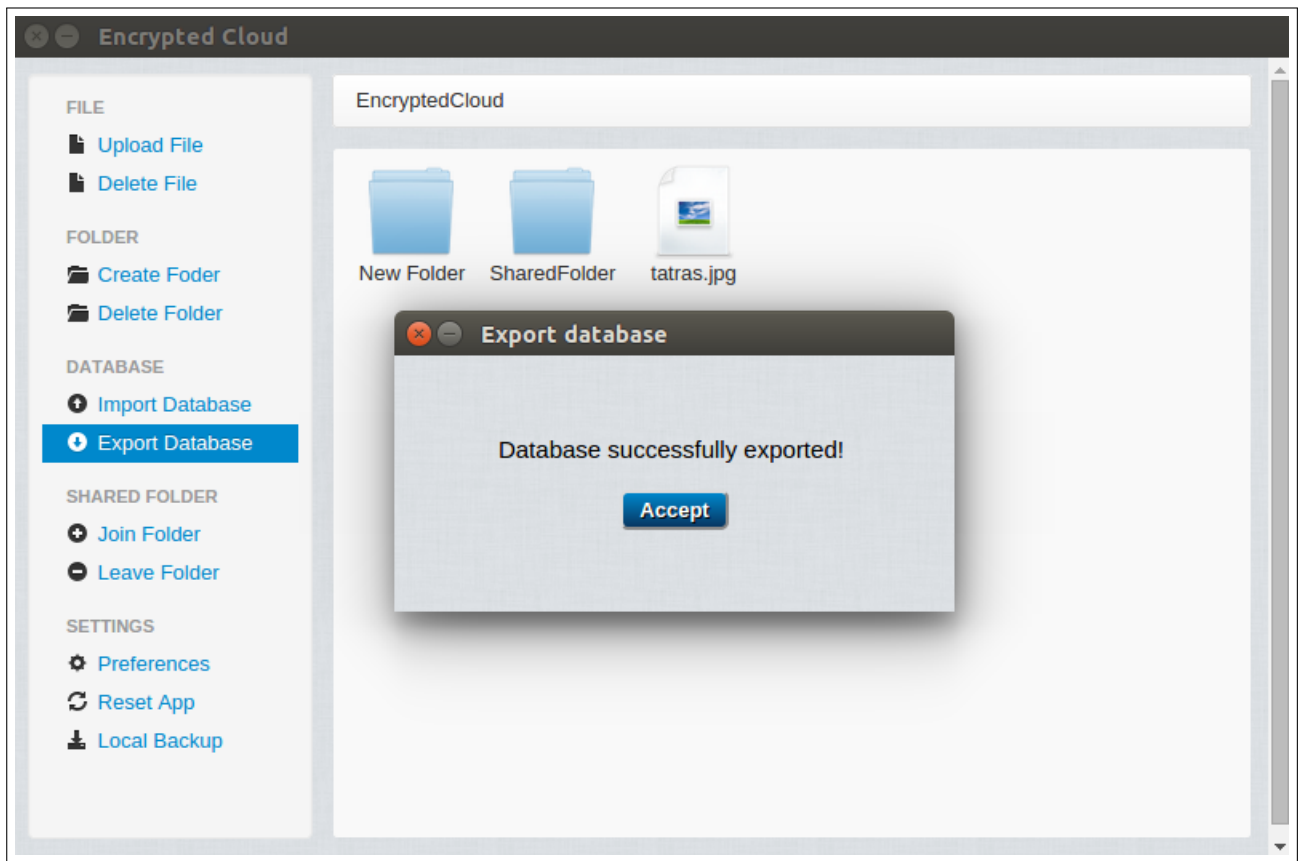 Encrypted Cloud
FILE
Upload File
Delete File
FOLDER
Create Foder
Delete Folder
DATABASE
Import Database
Export Database
SHARED FOLDER
Join Folder
Leave Folder
SETTINGS
Preferences
Reset App
Local Backup
EncryptedCloud
New Folder SharedFolder tatras.jpg
Export database
Database successfully exported!
Accept